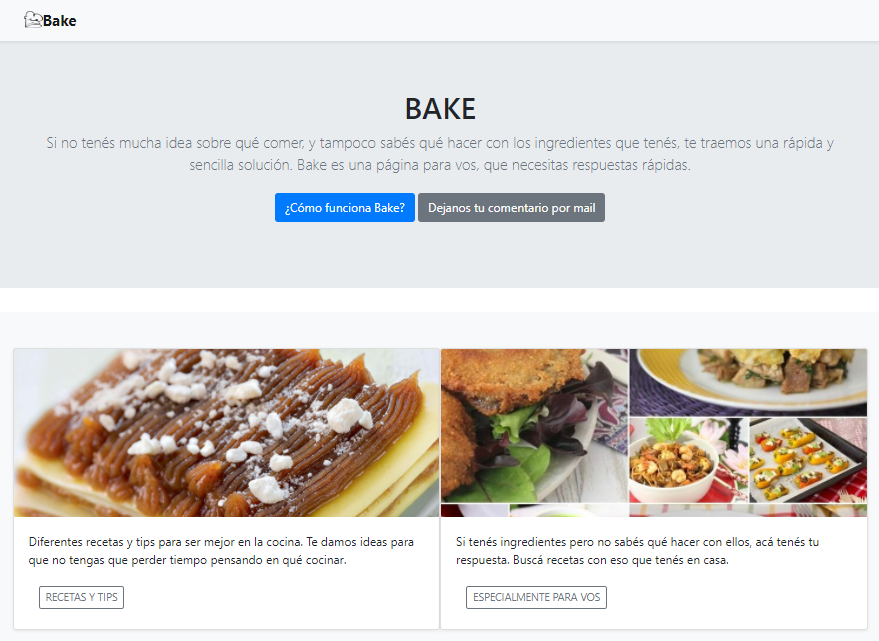 Bake
BAKE
Si no tenés mucha idea sobre qué comer, y tampoco sabés qué hacer con los ingredientes que tenés, te traemos una rápida y
sencilla solución. Bake es una página para vos, que necesitas respuestas rápidas.
¿Cómo funciona Bake? Dejanos tu comentario por mail
Diferentes recetas y tips para ser mejor en la cocina. Te damos ideas para
que no tengas que perder tiempo pensando en qué cocinar.
RECETAS Y TIPS
Si tenés ingredientes pero no sabés qué hacer con ellos, acá tenés tu
respuesta. Buscá recetas con eso que tenés en casa.
ESPECIALMENTE PARA VOS